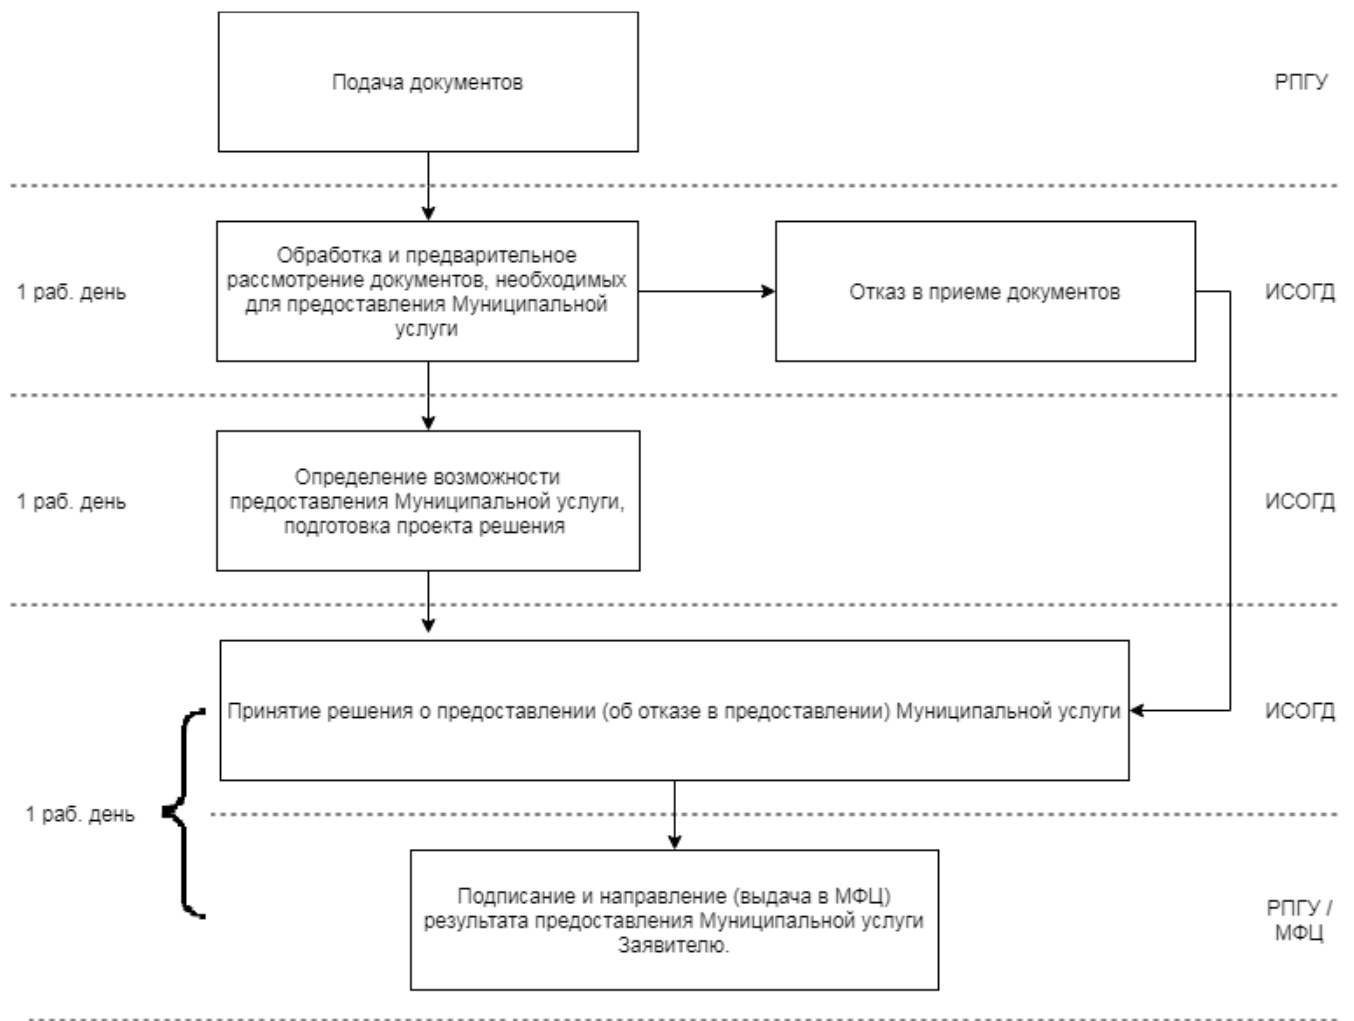 Подача документов
РПГУ
1 раб. день
Обработка и предварительное
рассмотрение документов, необходимых
для предоставления Муниципальной
услуги
Отказ в приеме документов
ИСОГД
1 раб. день
Определение возможности
предоставления Муниципальной услуги,
подготовка проекта решения
ИСОГД
Принятие решения о предоставлении (об отказе в предоставлении) Муниципальной услуги
ИСОГД
1 раб. день
Подписание и направление (выдача в МФЦ)
результата предоставления Муниципальной услуги
Заявителю.
РПГУ /
МФЦ